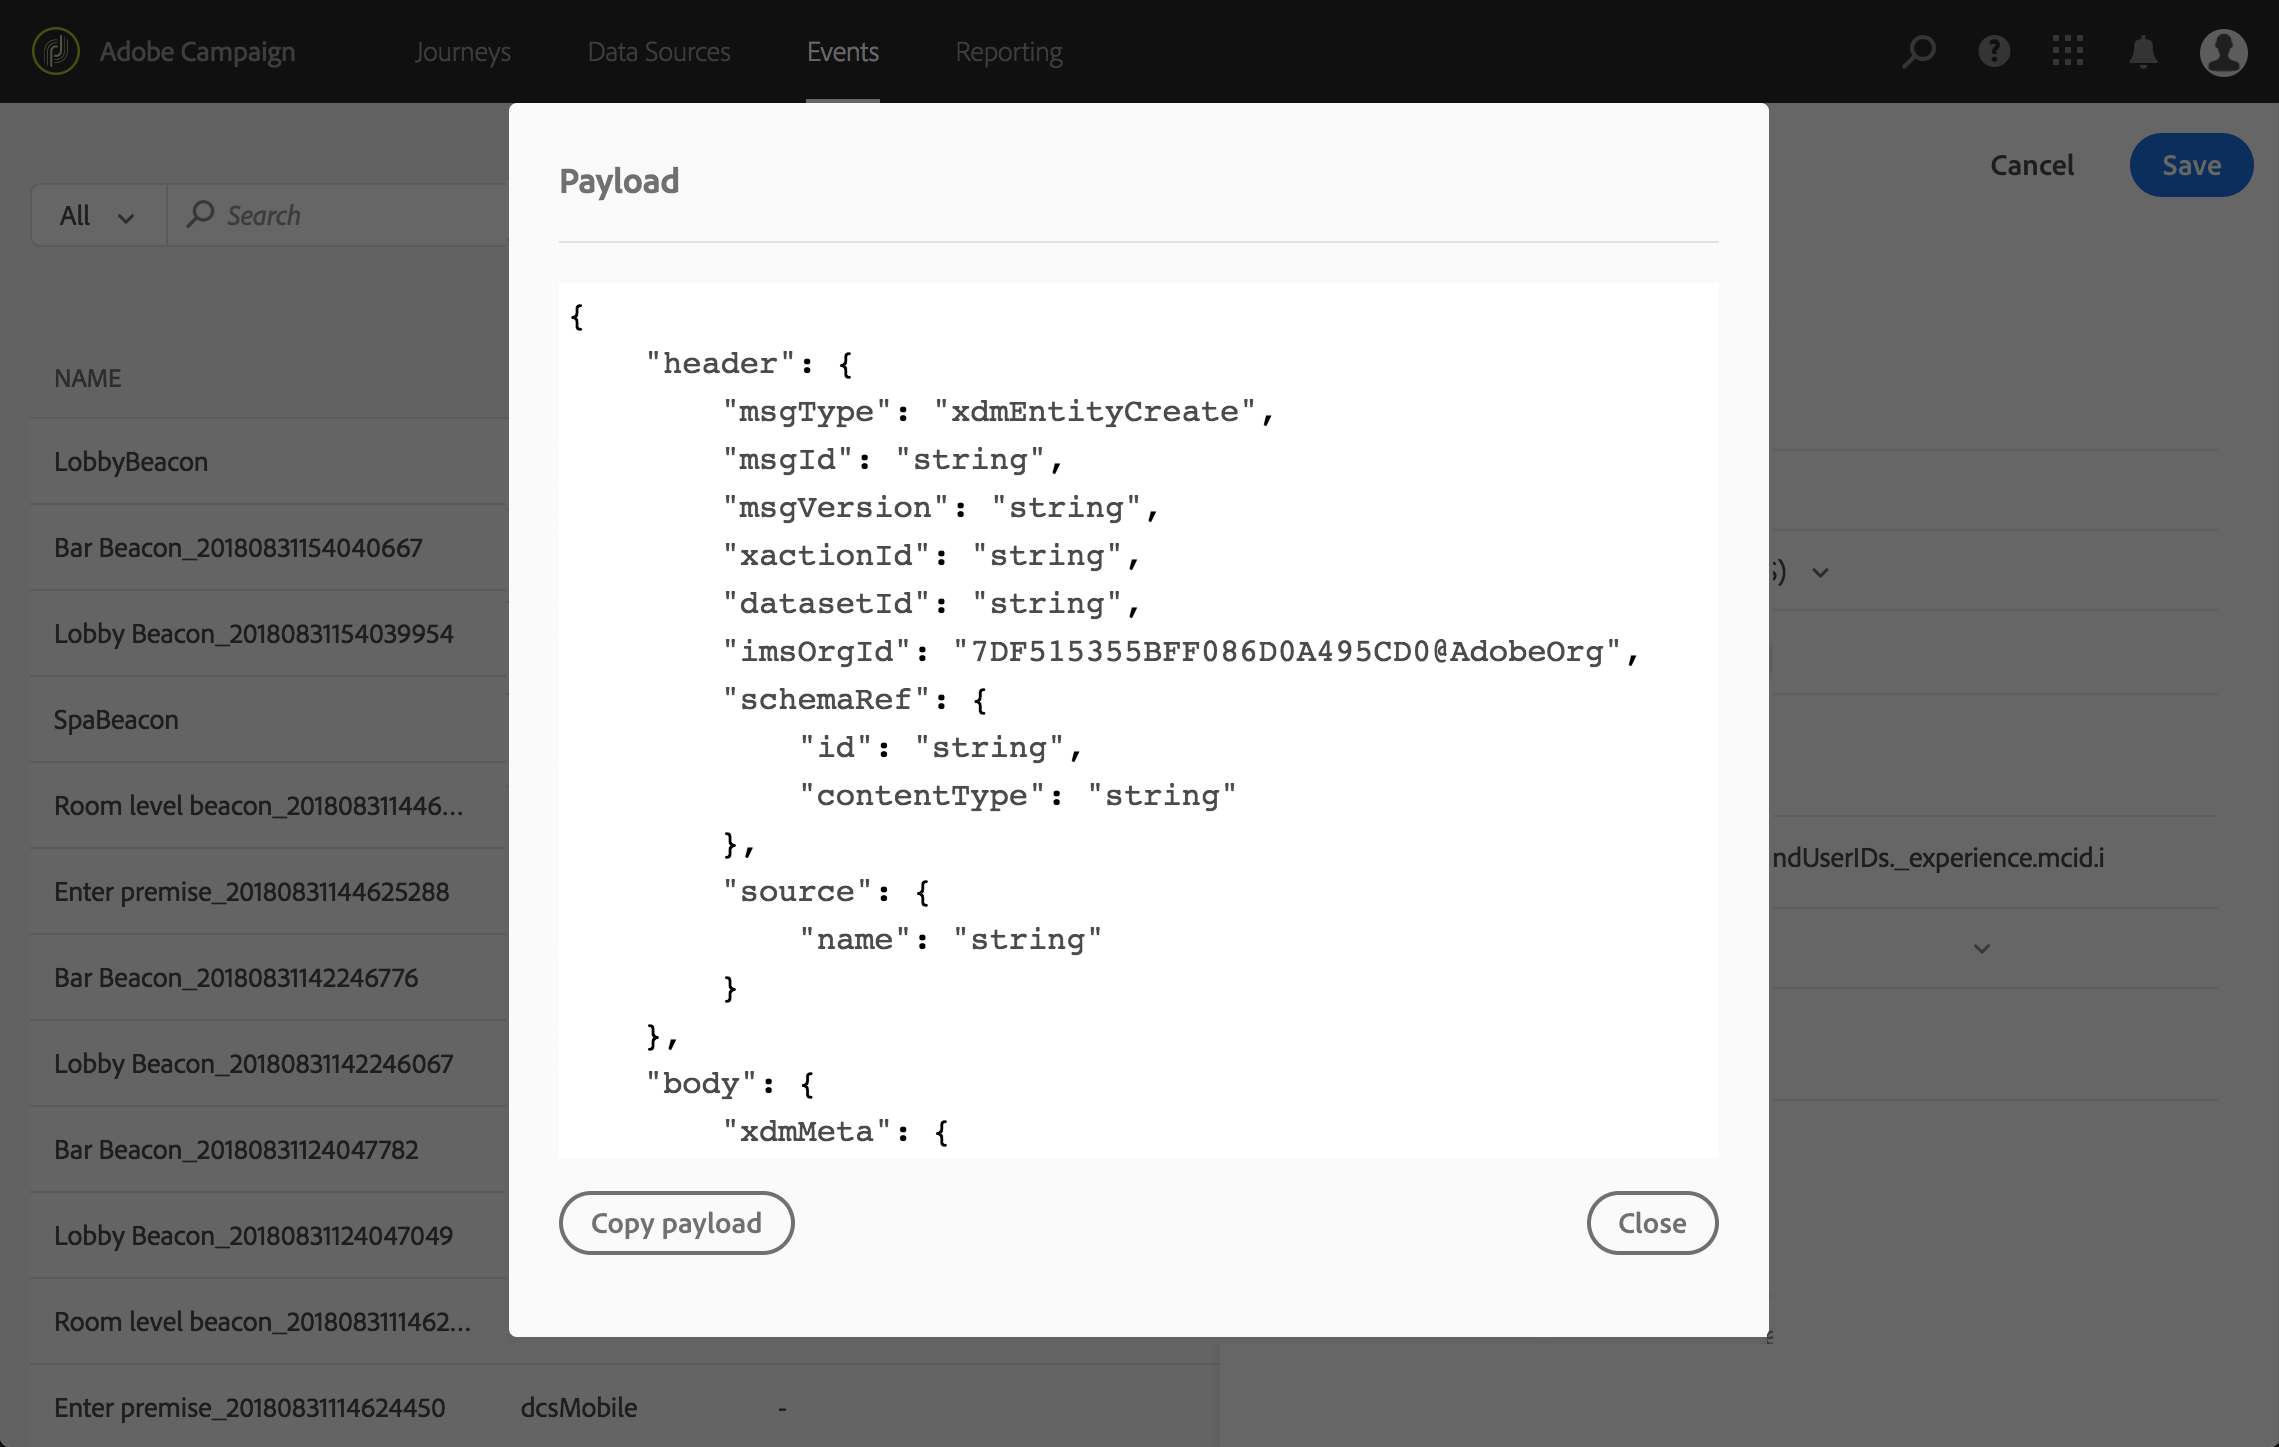 Adobe Campaign Journeys Data Sources Events Reporting
Cancel Save
All Search
NAME
LobbyBeacon
Bar Beacon_20180831154040667
Lobby Beacon_20180831154039954
SpaBeacon
Room level beacon_201808311446...
Enter premise_20180831144625288
Bar Beacon_20180831142246776
Lobby Beacon_20180831142246067
Bar Beacon_20180831124047782
Lobby Beacon_20180831124047049
Room level beacon_2018083111462...
Enter premise_20180831114624450 dcsMobile -
Payload
{
    "header": {
        "msgType": "xdmEntityCreate",
        "msgId": "string",
        "msgVersion": "string",
        "xactionId": "string",
        "datasetId": "string",
        "imsOrgId": "7DF515355BFF086D0A495CD0@AdobeOrg",
        "schemaRef": {
            "id": "string",
            "contentType": "string"
        },
        "source": {
            "name": "string"
        }
    },
    "body": {
        "xdmMeta": {
Copy payload Close
ndUserIDs._experience.mcid.i